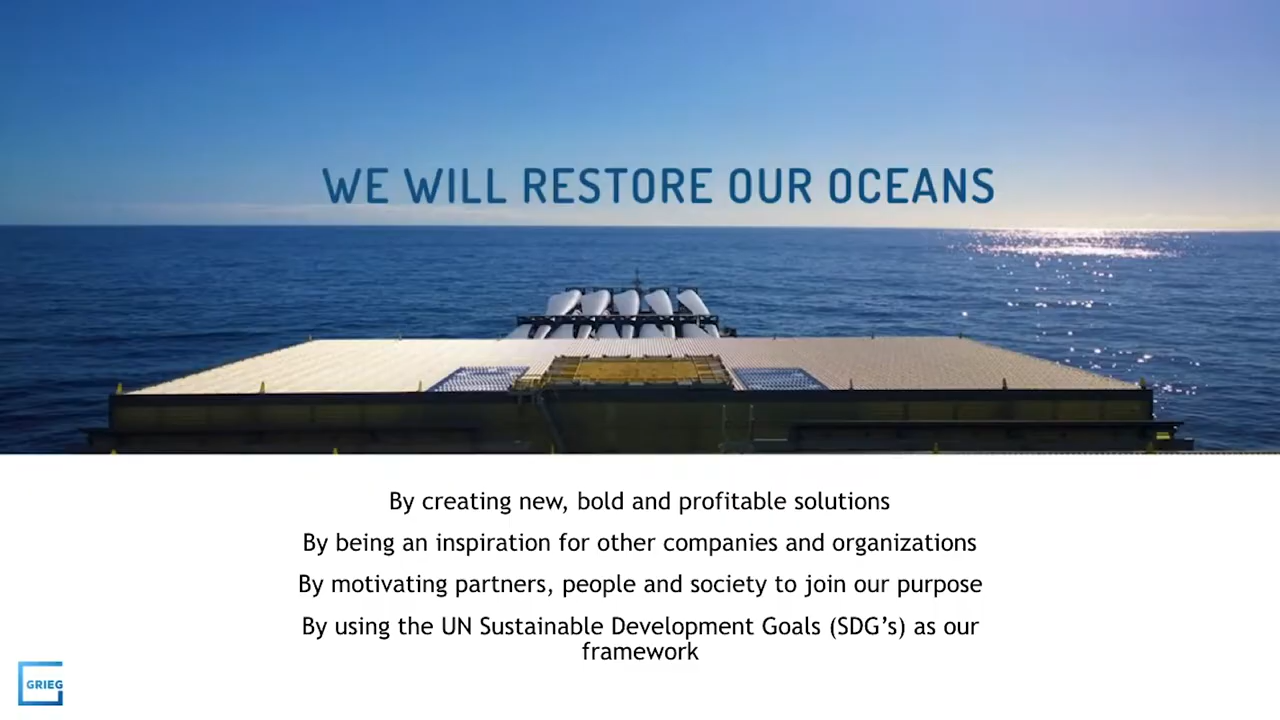 WE WILL RESTORE OUR OCEANS
By creating new, bold and profitable solutions
By being an inspiration for other companies and organizations
By motivating partners, people and society to join our purpose
By using the UN Sustainable Development Goals (SDG’s) as our
framework
GRIEG